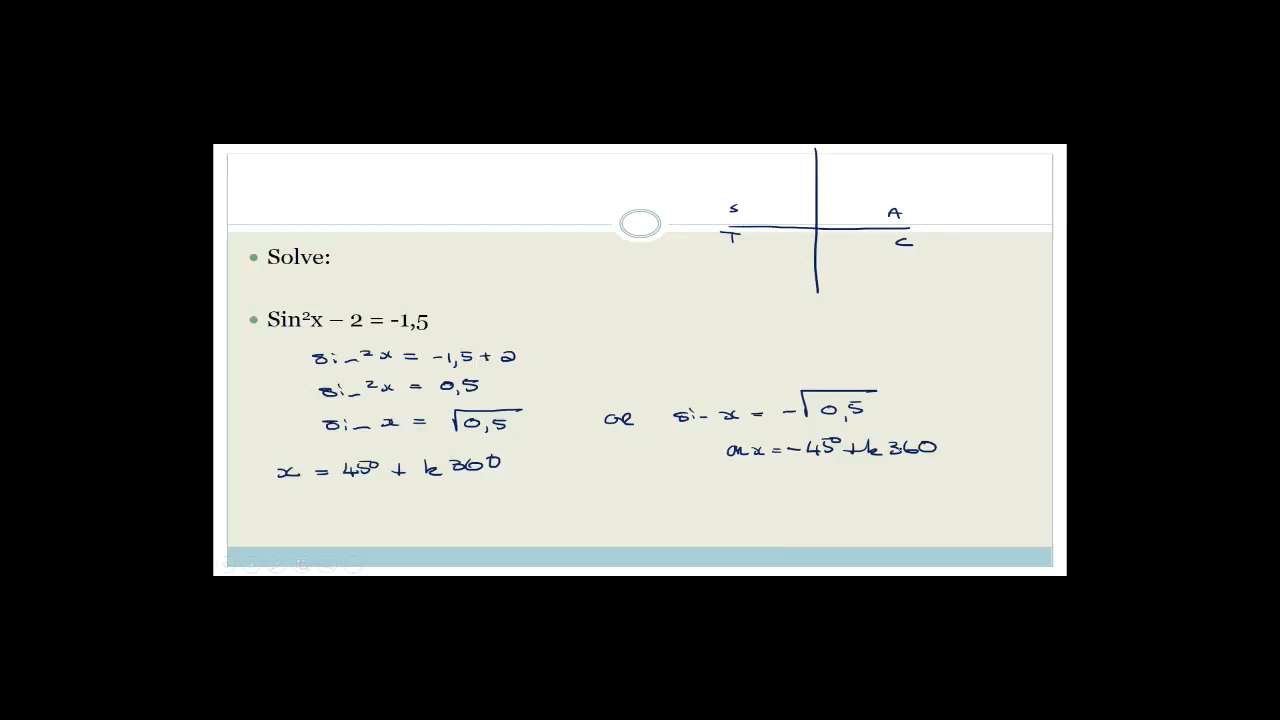 S
A
T
C
Solve:
Sin²x – 2 = -1,5
sin²x = -1,5 + 2
sin²x = 0,5
sin x = √0,5 or sin x = -√0,5
x = 45° + k360° or x = -45° + k360